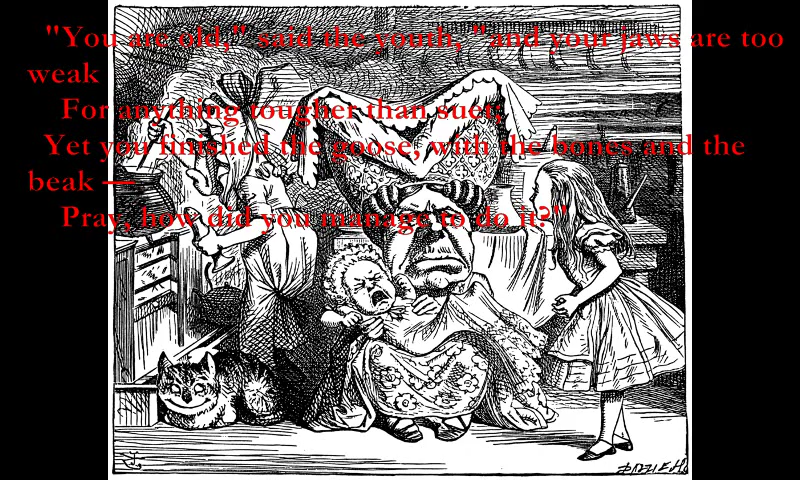 "You are old," said the youth, "and your jaws are too
weak
For anything tougher than suet;
Yet you finished the goose, with the bones and the
beak —
Pray, how did you manage to do it?"